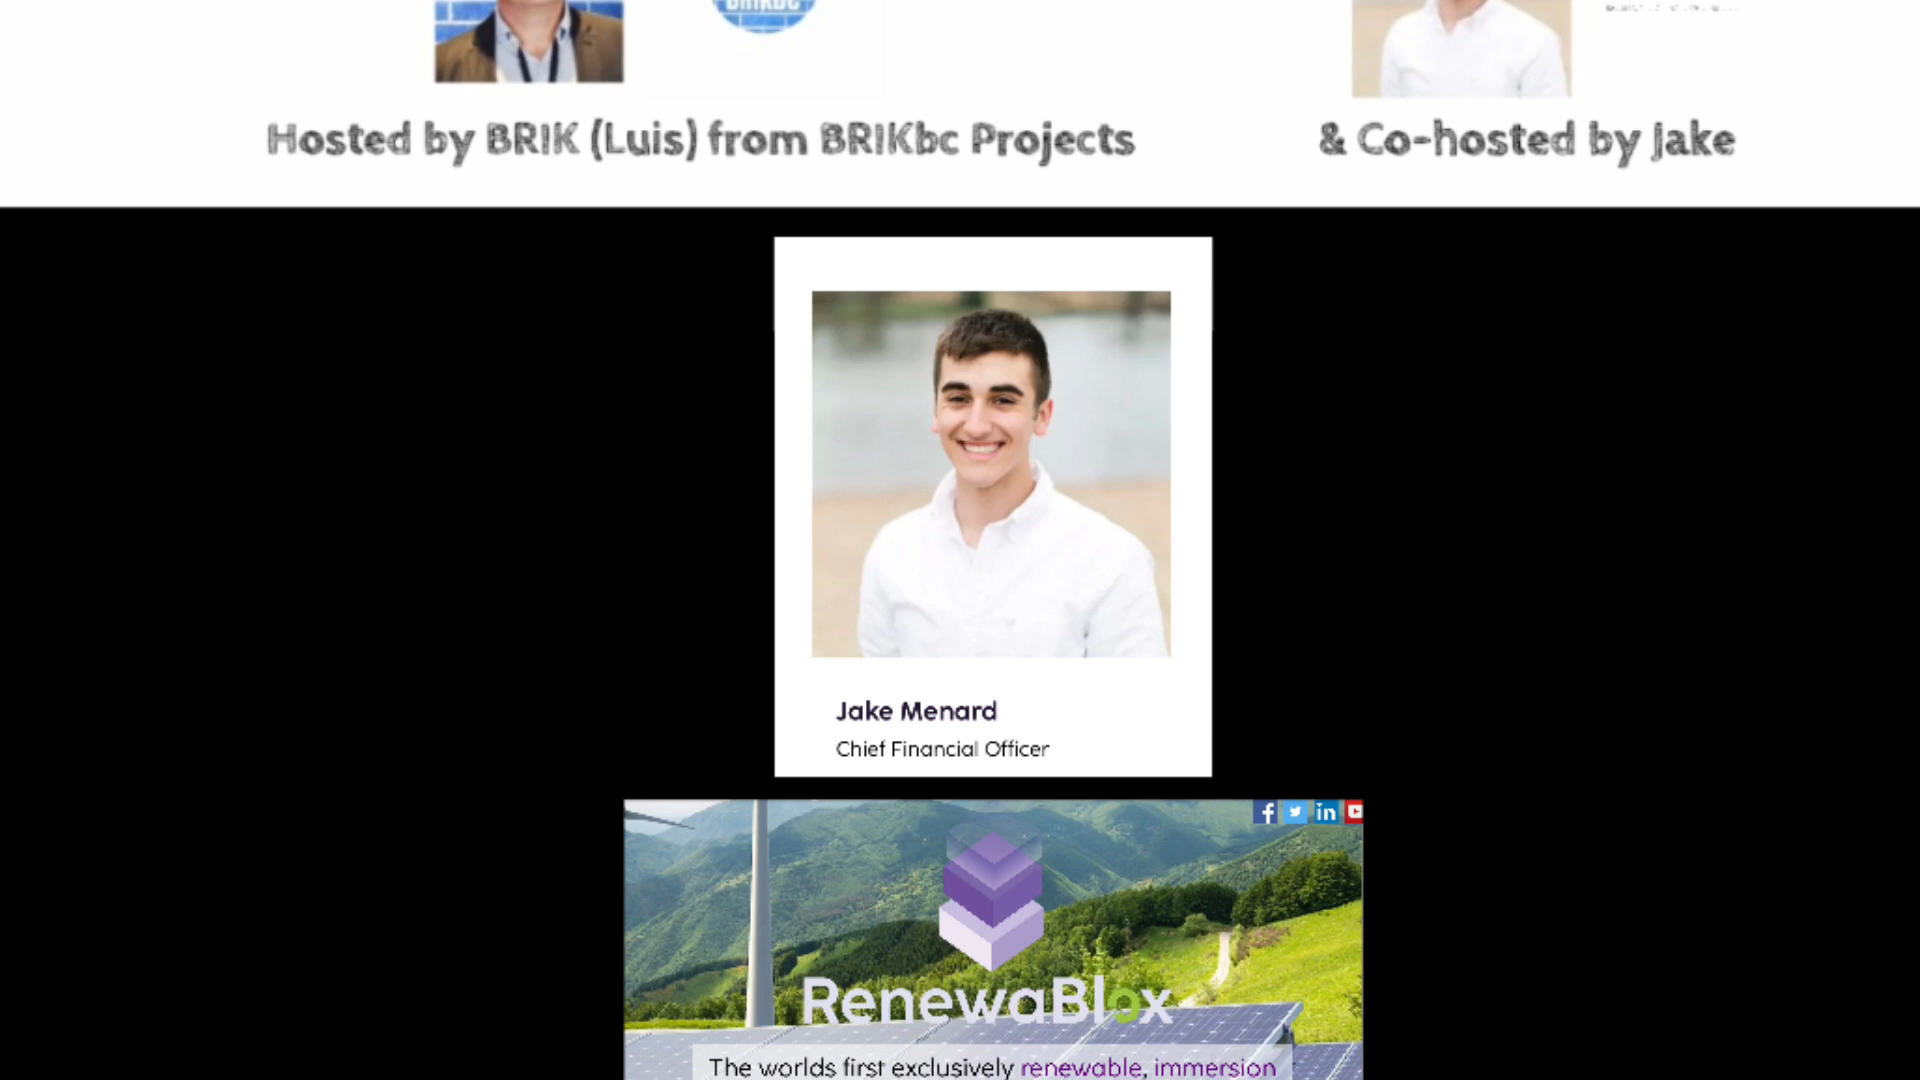 BRIKbc
Hosted by BRIK (Luis) from BRIKbc Projects
& Co-hosted by Jake
Jake Menard
Chief Financial Officer
RenewaBlox
The worlds first exclusively renewable, immersion